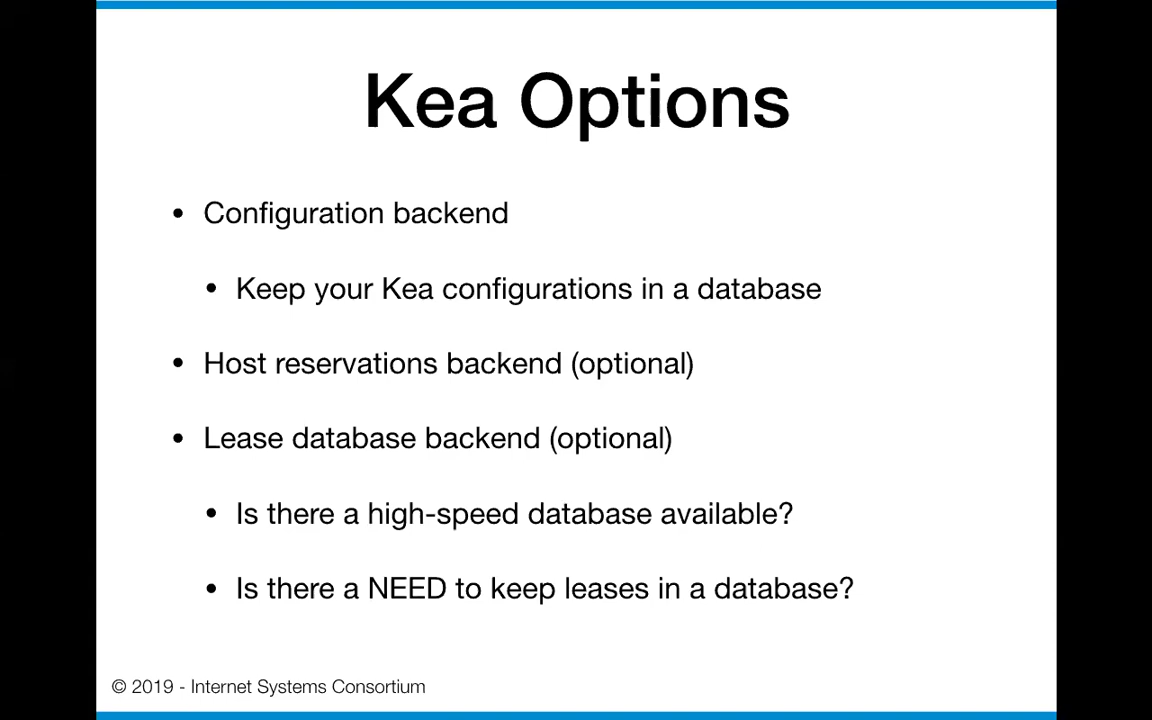 Kea Options
• Configuration backend
• Keep your Kea configurations in a database
• Host reservations backend (optional)
• Lease database backend (optional)
• Is there a high-speed database available?
• Is there a NEED to keep leases in a database?
© 2019 - Internet Systems Consortium